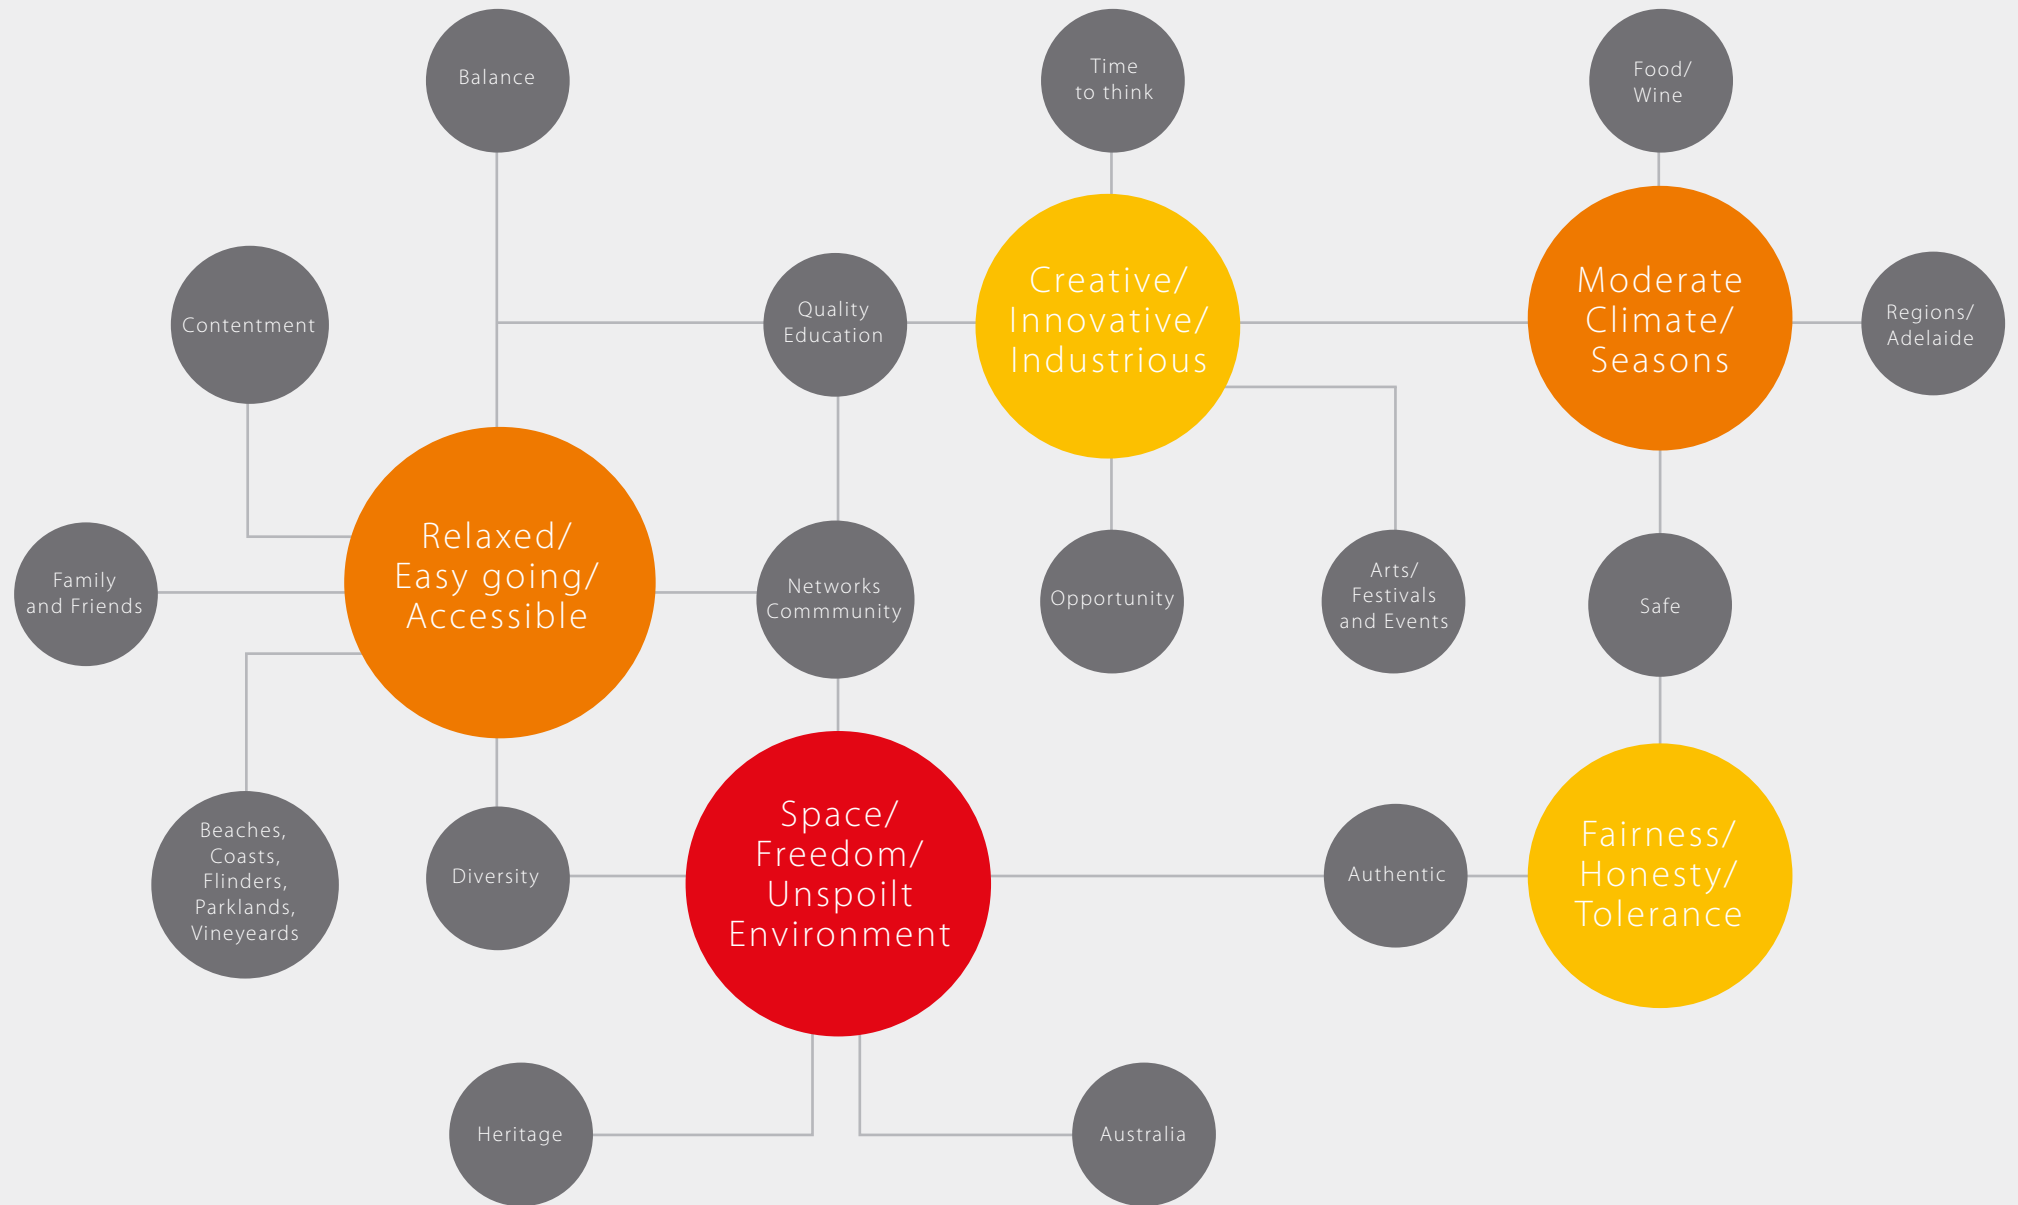 Balance
Time
to think
Food/
Wine
Contentment
Quality
Education
Creative/
Innovative/
Industrious
Moderate
Climate/
Seasons
Regions/
Adelaide
Family
and Friends
Relaxed/
Easy going/
Accessible
Networks
Commmunity
Opportunity
Arts/
Festivals
and Events
Safe
Beaches,
Coasts,
Flinders,
Parklands,
Vineyeards
Diversity
Space/
Freedom/
Unspoilt
Environment
Authentic
Fairness/
Honesty/
Tolerance
Heritage
Australia